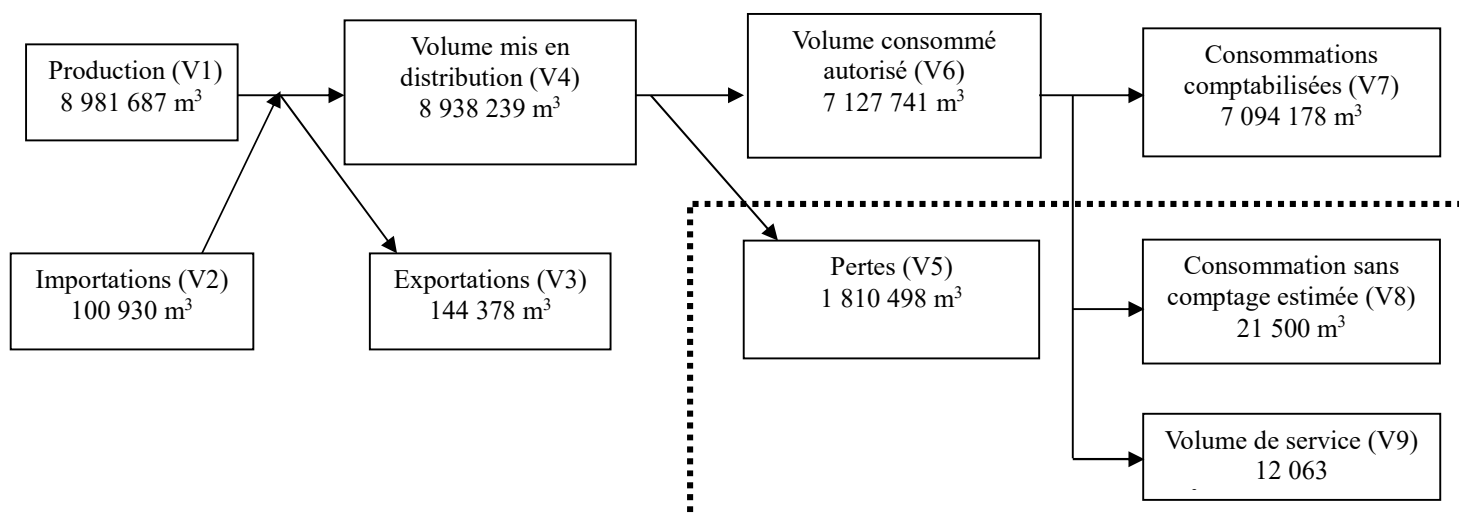 Production (V1)
8 981 687 m³
Volume mis en
distribution (V4)
8 938 239 m³
Volume consommé
autorisé (V6)
7 127 741 m³
Consommations
comptabilisées (V7)
7 094 178 m³
Importations (V2)
100 930 m³
Exportations (V3)
144 378 m³
Pertes (V5)
1 810 498 m³
Consommation sans
comptage estimée (V8)
21 500 m³
Volume de service (V9)
12 063